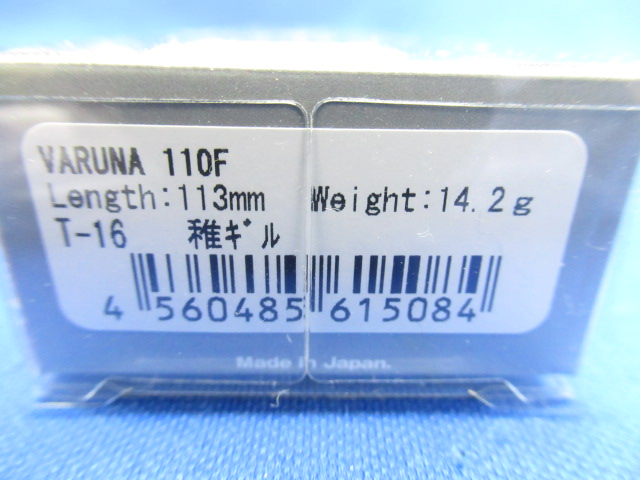 VARUNA 110F
Length:113mm Weight:14.2g
T-16 稚ｷﾞﾙ
4 560485 615084
Made in Japan.